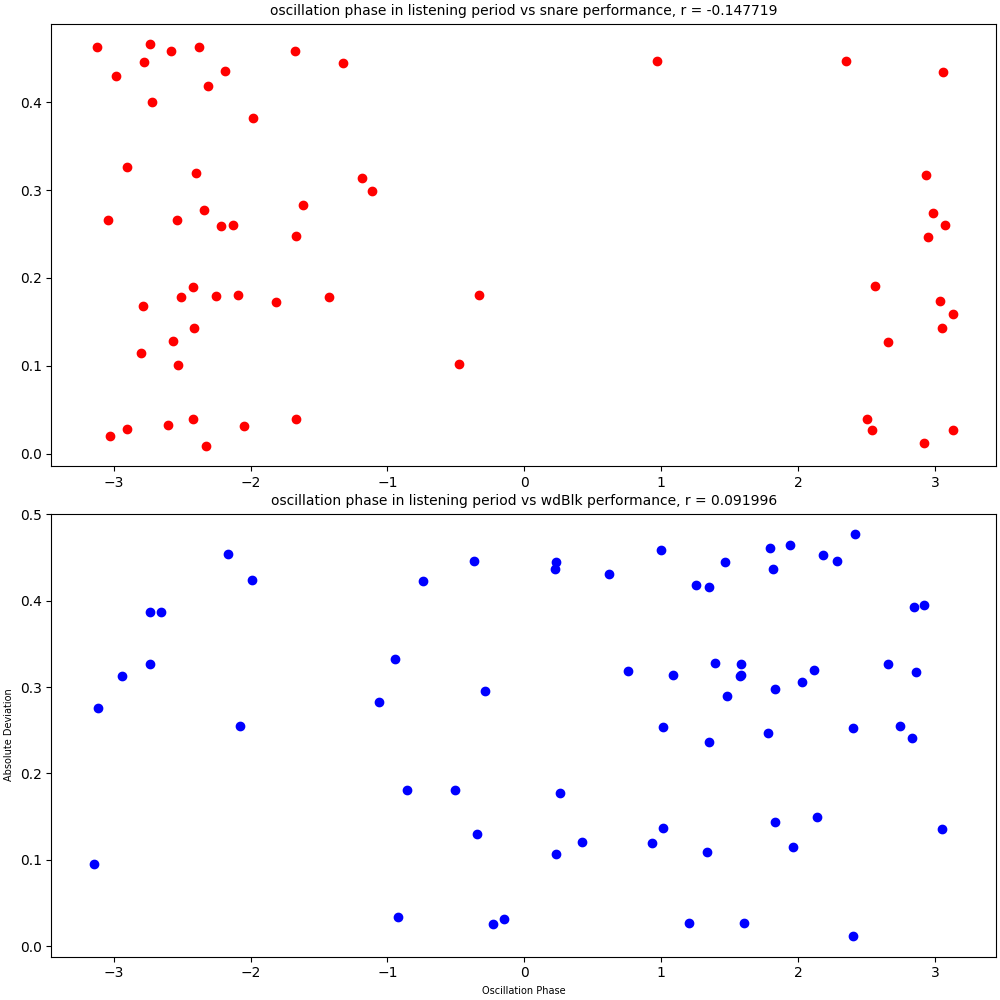 oscillation phase in listening period vs snare performance, r = -0.147719
0.4
0.3
0.2
0.1
0.0
−3 −2 −1 0 1 2 3
oscillation phase in listening period vs wdBlk performance, r = 0.091996
0.5
0.4
0.3
0.2
0.1
0.0
Absolute Deviation
−3 −2 −1 0 1 2 3
Oscillation Phase